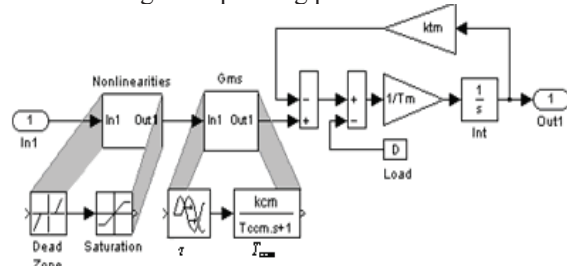 ktm
Nonlinearities
Gms
1
In1
In1 Out1
In1 Out1
-
+
+
-
1/Tm
1
s
Int
1
Out1
D
Load
kcm
Tccm.s+1
Dead
Zone
Saturation
τ